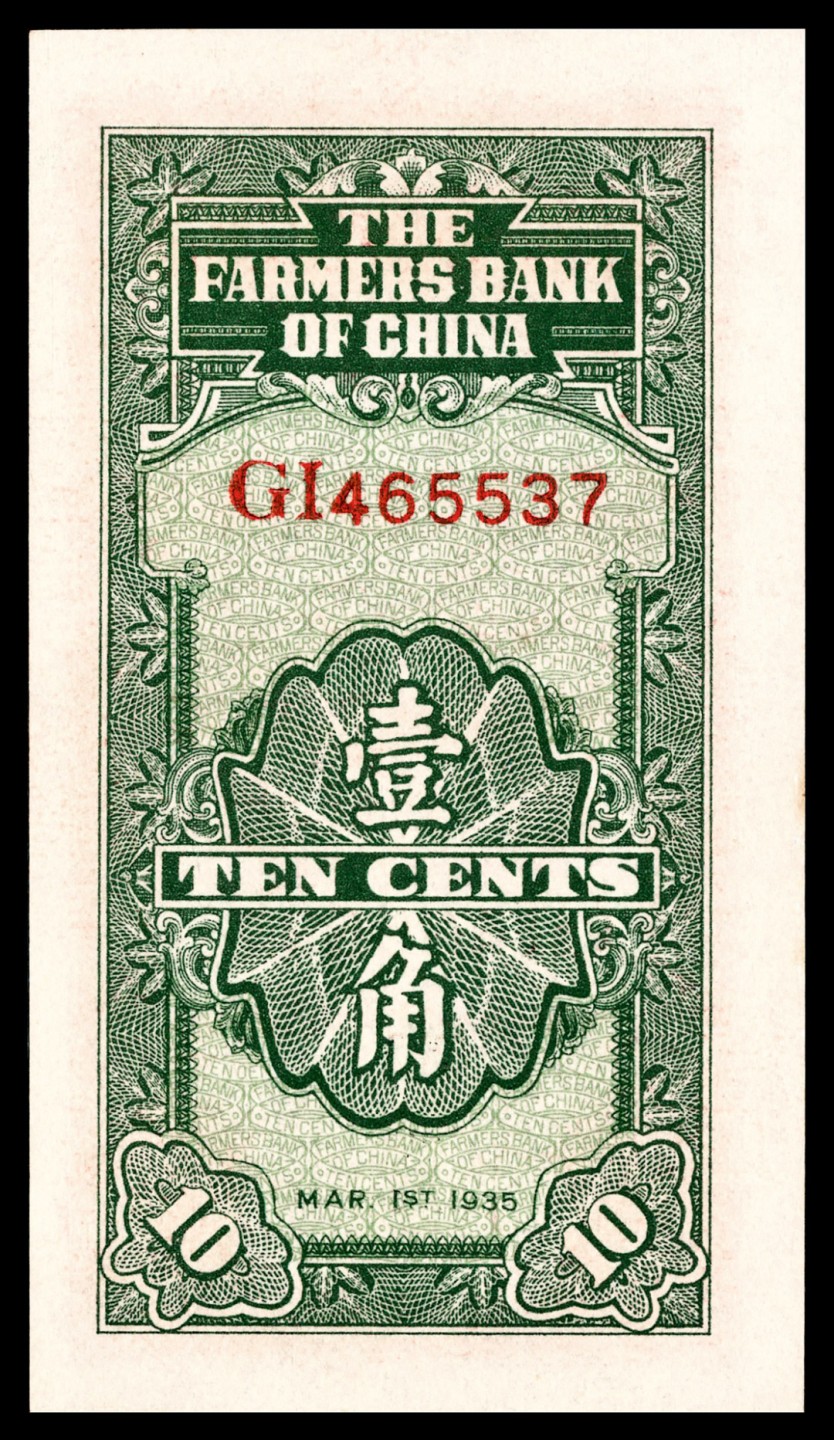 THE
FARMERS BANK
OF CHINA
GI465537
壹
TEN CENTS
角
MAR. 1ST 1935
10
10